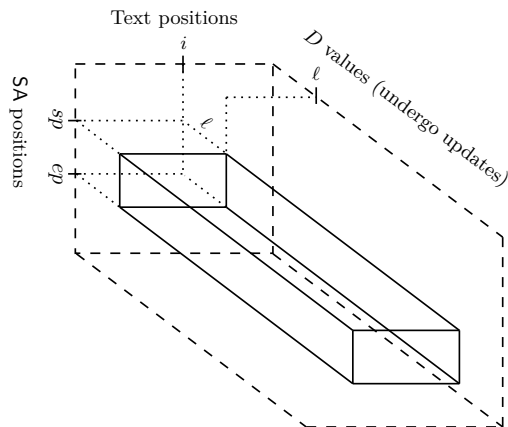 Text positions
i
D values (undergo updates)
ℓ
SA positions
sp
ℓ
ep